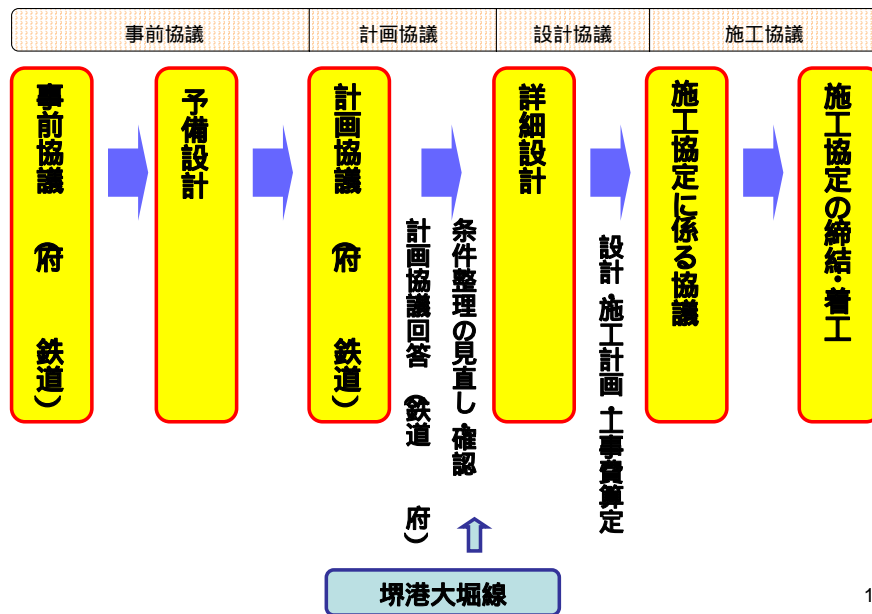 事前協議
計画協議
設計協議
施工協議
事前協議（府　　鉄道）
予備設計
計画協議（府　　鉄道）
計画協議回答（鉄道　　府）
条件整理の見直し・確認
詳細設計
設計・施工計画・工事費算定
施工協定に係る協議
施工協定の締結・着工
堺港大堀線
1